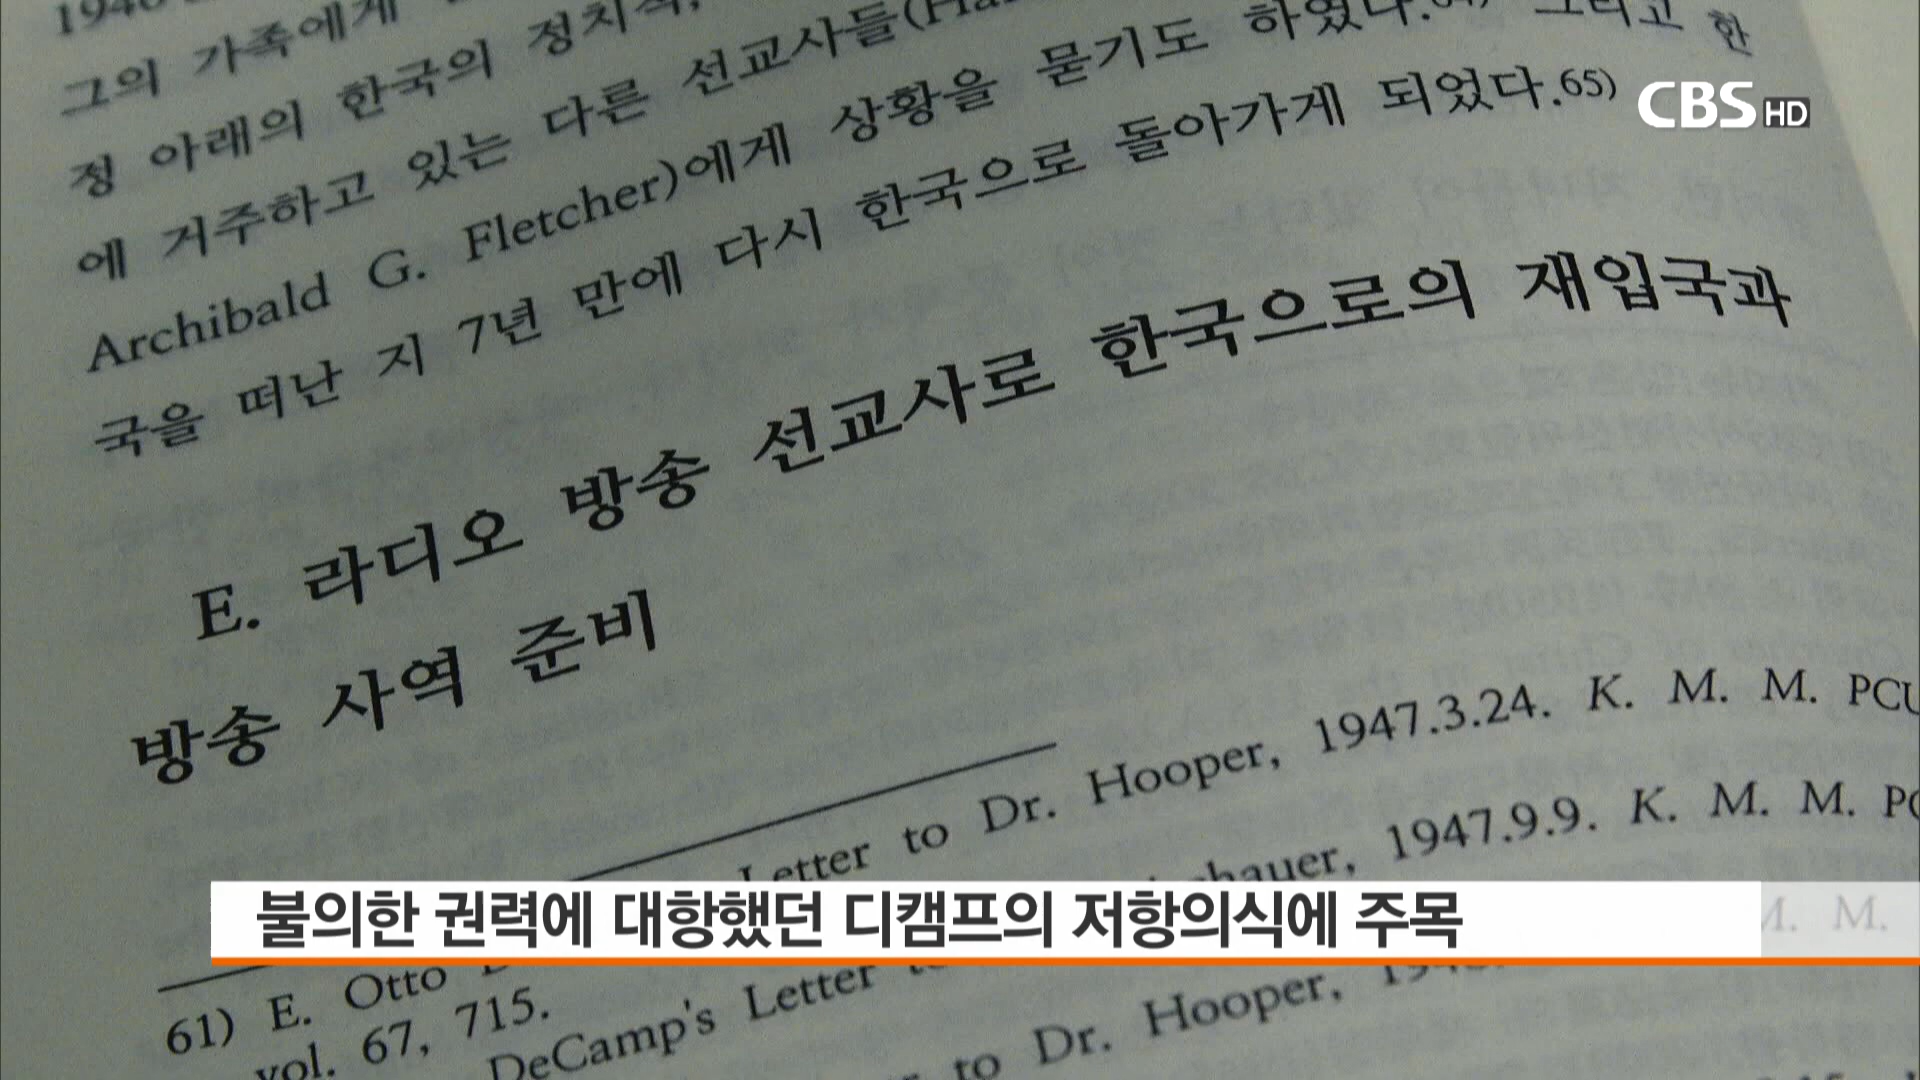 그의 가족에게
정 아래의 한국의 정치적,
에 거주하고 있는 다른 선교사들
Archibald G. Fletcher)에게 상황을 묻기도 하였다. 그리고 한
국을 떠난 지 7년 만에 다시 한국으로 돌아가게 되었다.65)
CBS HD
E. 라디오 방송 선교사로 한국으로의 재입국과
방송 사역 준비
Letter to Dr. Hooper, 1947.3.24. K. M. M. PCU
1947.9.9. K. M. M.
M. M.
불의한 권력에 대항했던 디캠프의 저항의식에 주목
61) E. Otto
vol. 67, 715.
DeCamp's Letter
to Dr. Hooper,